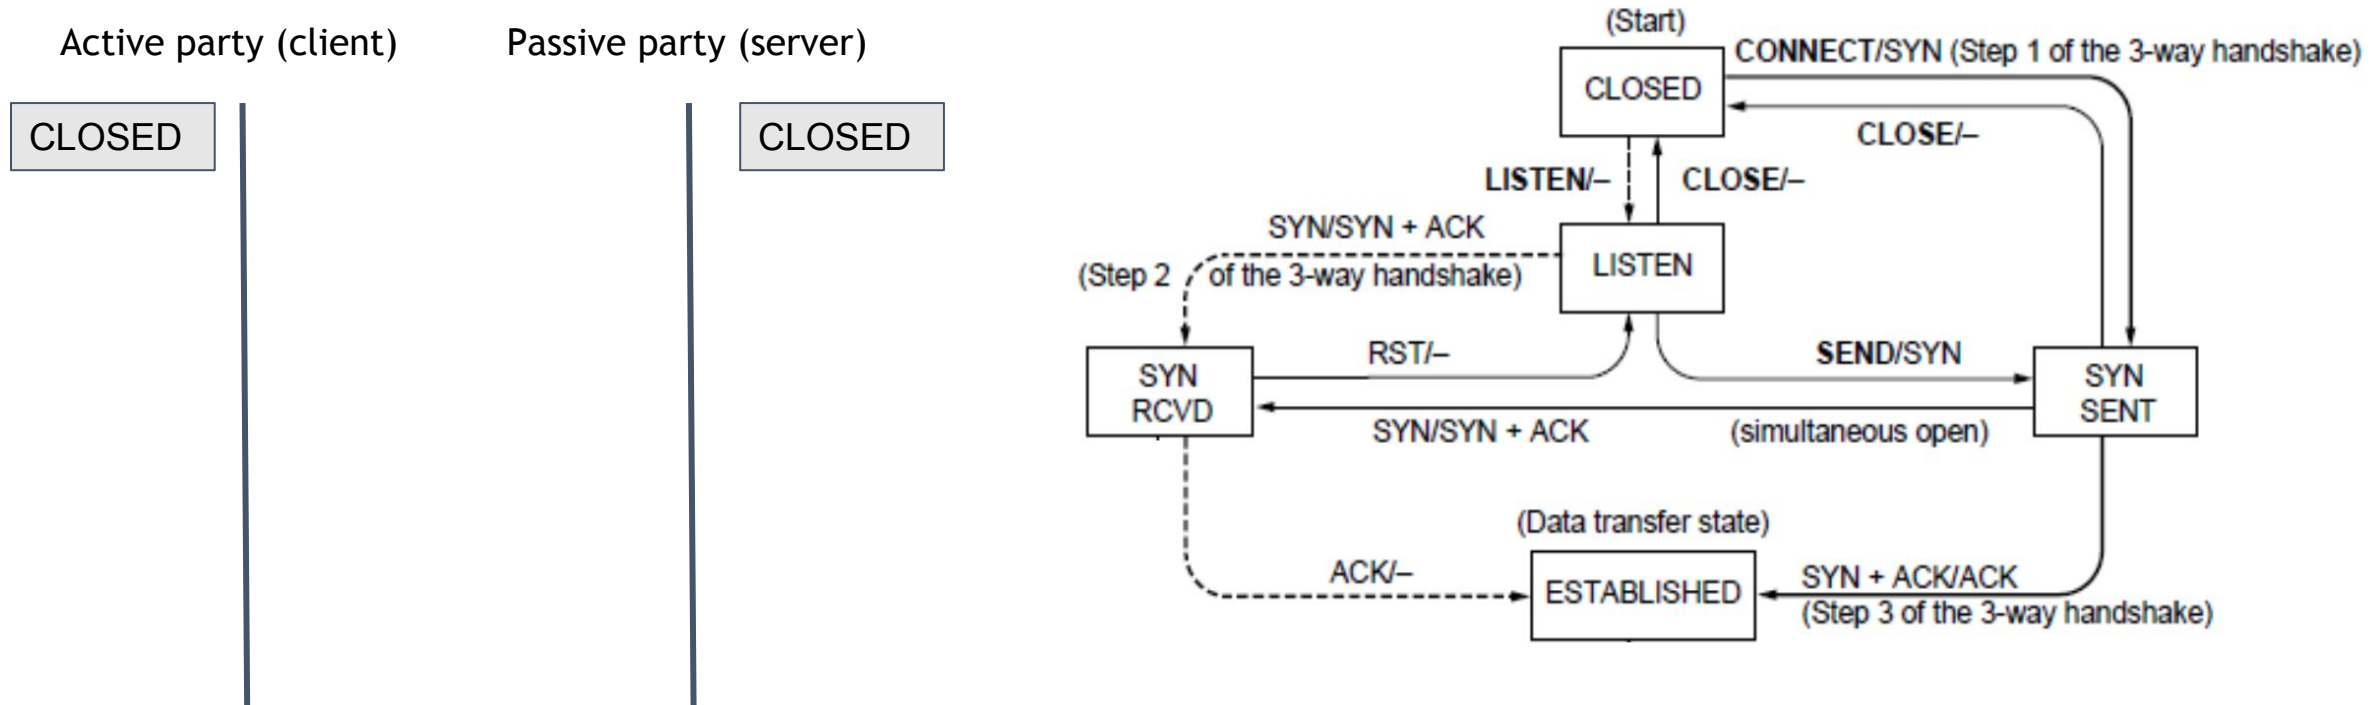 Active party (client)
Passive party (server)
CLOSED
CLOSED
(Start)
CLOSED
CONNECT/SYN (Step 1 of the 3-way handshake)
CLOSE/–
LISTEN/–
CLOSE/–
SYN/SYN + ACK
(Step 2 of the 3-way handshake)
LISTEN
RST/–
SEND/SYN
SYN
RCVD
SYN
SENT
SYN/SYN + ACK
(simultaneous open)
(Data transfer state)
ACK/–
ESTABLISHED
SYN + ACK/ACK
(Step 3 of the 3-way handshake)